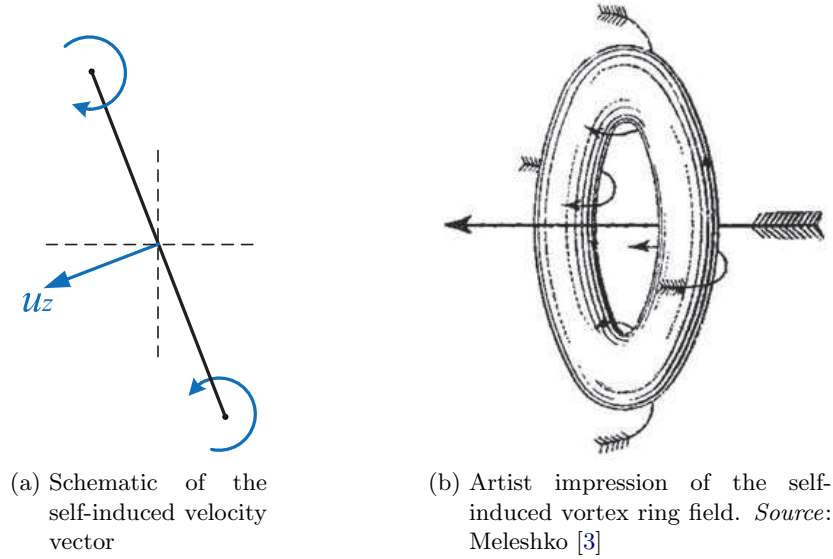 uz
(a) Schematic of the
self-induced velocity
vector
(b) Artist impression of the self-
induced vortex ring field. Source:
Meleshko [3]